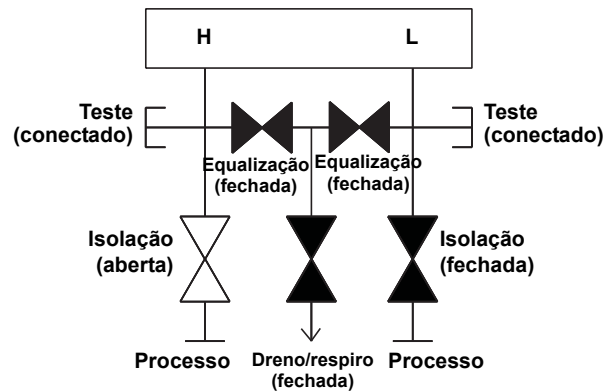 H
L
Teste
(conectado)
Teste
(conectado)
Equalização
(fechada)
Equalização
(fechada)
Isolação
(aberta)
Isolação
(fechada)
Processo
Dreno/respiro
(fechada)
Processo